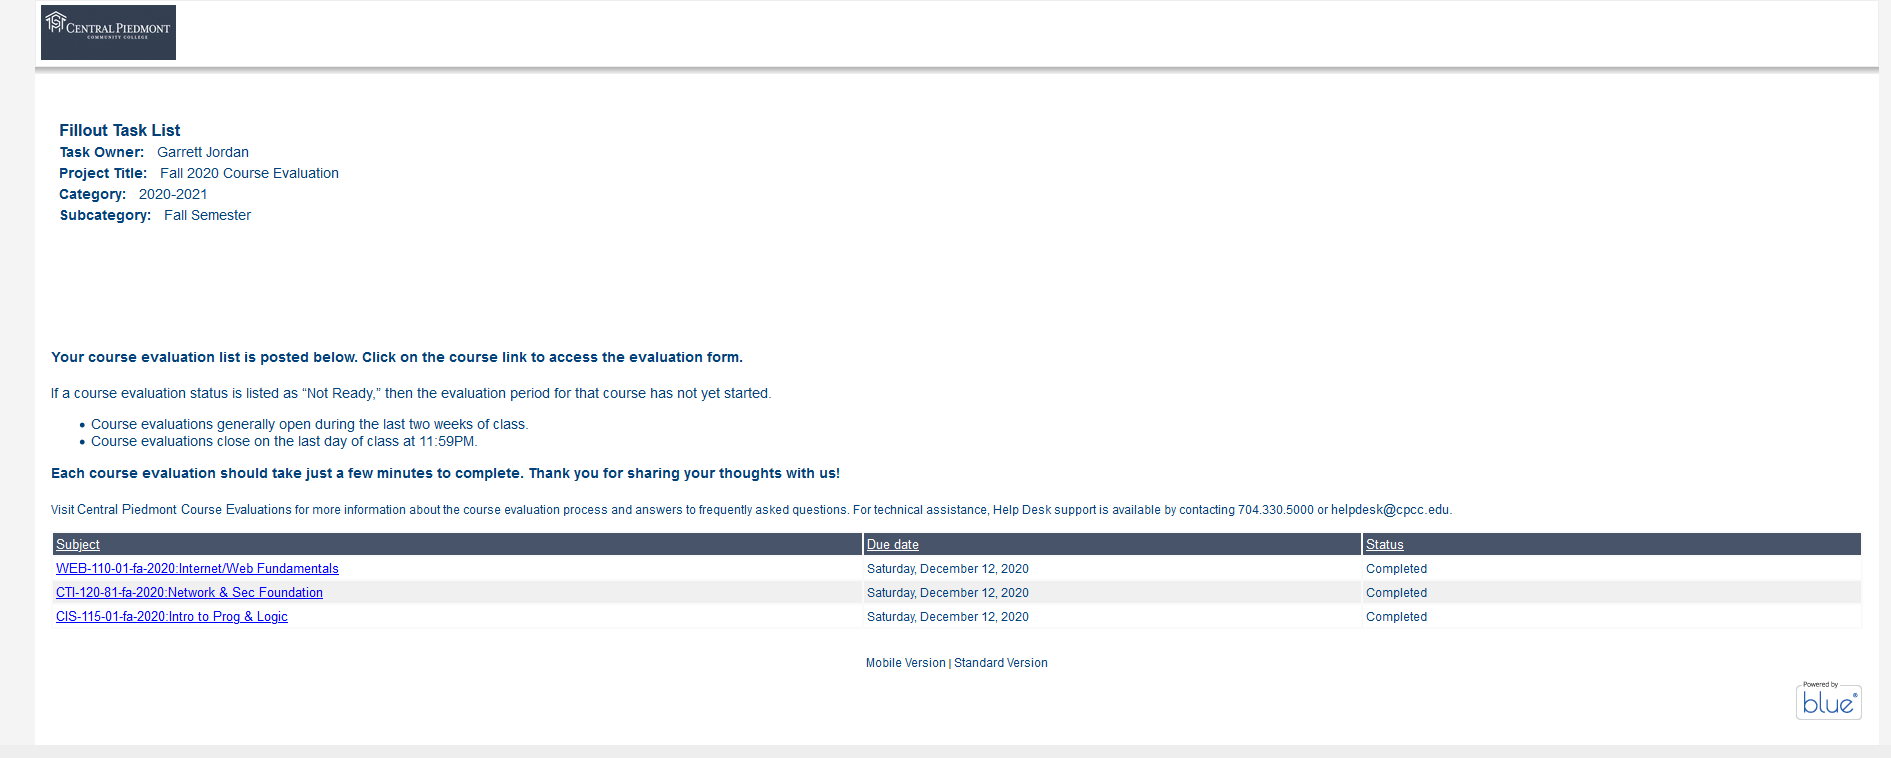 CENTRAL PIEDMONT
COMMUNITY COLLEGE
Fillout Task List
Task Owner: Garrett Jordan
Project Title: Fall 2020 Course Evaluation
Category: 2020-2021
Subcategory: Fall Semester
Your course evaluation list is posted below. Click on the course link to access the evaluation form.
If a course evaluation status is listed as “Not Ready,” then the evaluation period for that course has not yet started.
• Course evaluations generally open during the last two weeks of class.
• Course evaluations close on the last day of class at 11:59PM.
Each course evaluation should take just a few minutes to complete. Thank you for sharing your thoughts with us!
Visit Central Piedmont Course Evaluations for more information about the course evaluation process and answers to frequently asked questions. For technical assistance, Help Desk support is available by contacting 704.330.5000 or helpdesk@cpcc.edu.
Subject Due date Status
WEB-110-01-fa-2020:Internet/Web Fundamentals Saturday, December 12, 2020 Completed
CTI-120-81-fa-2020:Network & Sec Foundation Saturday, December 12, 2020 Completed
CIS-115-01-fa-2020:Intro to Prog & Logic Saturday, December 12, 2020 Completed
Mobile Version | Standard Version
Powered by
blue®